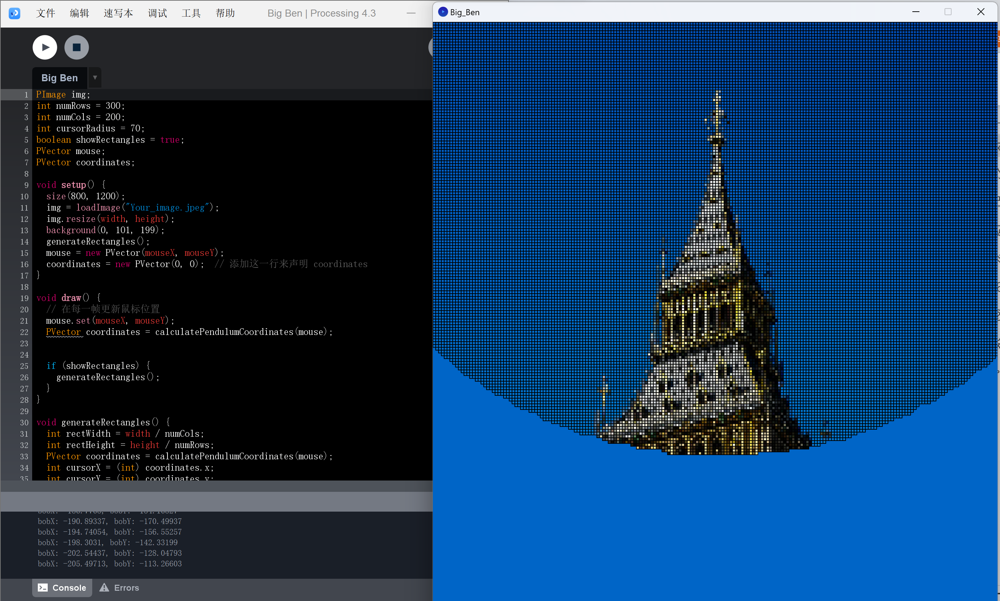 文件 编辑 速写本 调试 工具 帮助 Big Ben | Processing 4.3
Big Ben
1 PImage img;
2 int numRows = 300;
3 int numCols = 200;
4 int cursorRadius = 70;
5 boolean showRectangles = true;
6 PVector mouse;
7 PVector coordinates;
8
9 void setup() {
10 size(800, 1200);
11 img = loadImage("Your_image.jpeg");
12 img.resize(width, height);
13 background(0, 101, 199);
14 generateRectangles();
15 mouse = new PVector(mouseX, mouseY);
16 coordinates = new PVector(0, 0); // 添加这一行来声明 coordinates
17 }
18
19 void draw() {
20 // 在每一帧更新鼠标位置
21 mouse.set(mouseX, mouseY);
22 PVector coordinates = calculatePendulumCoordinates(mouse);
23
24
25 if (showRectangles) {
26 generateRectangles();
27 }
28 }
29
30 void generateRectangles() {
31 int rectWidth = width / numCols;
32 int rectHeight = height / numRows;
33 PVector coordinates = calculatePendulumCoordinates(mouse);
34 int cursorX = (int) coordinates.x;
35 int cursorY = (int) coordinates.y;
bobX: -190.89337, bobY: -170.49937
bobX: -194.74054, bobY: -156.55257
bobX: -198.3031, bobY: -142.33199
bobX: -202.54437, bobY: -128.04793
bobX: -205.49713, bobY: -113.26603
Console Errors
Big_Ben